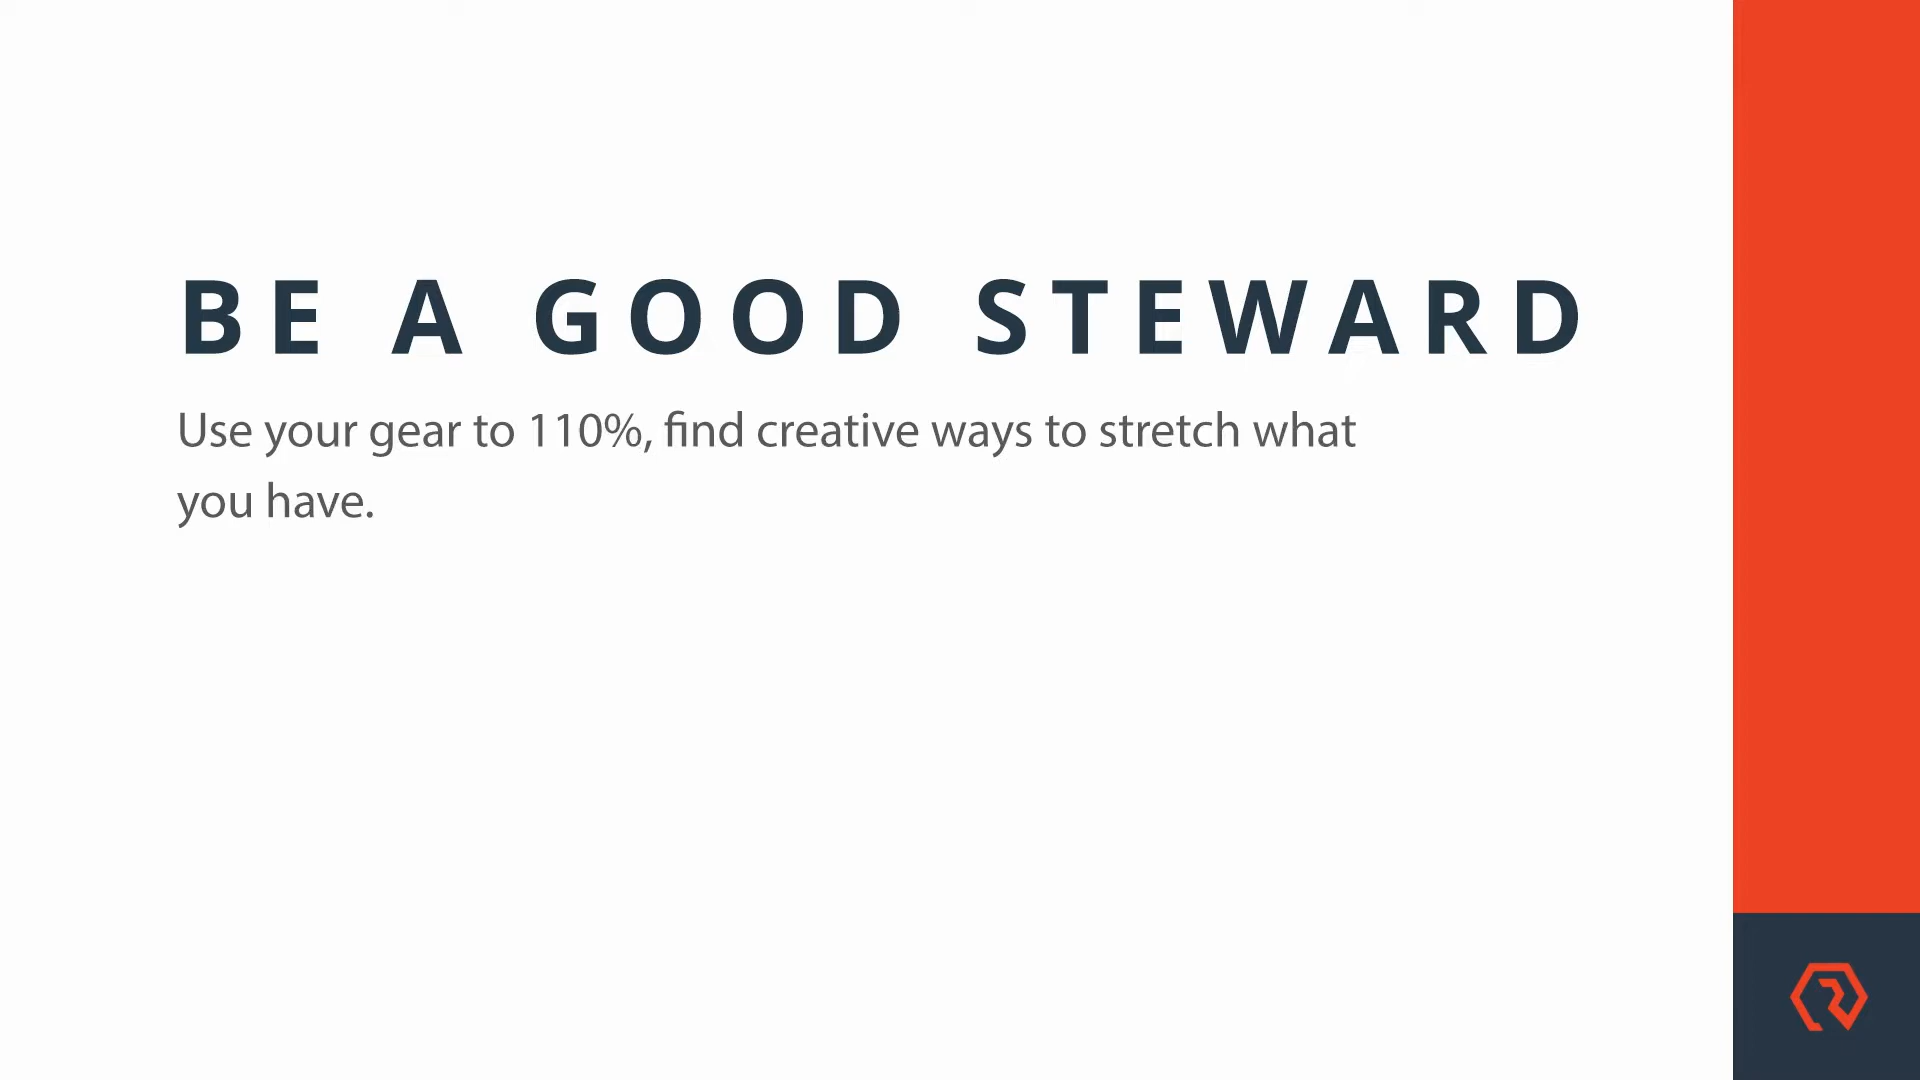 BE A GOOD STEWARD
Use your gear to 110%, find creative ways to stretch what
you have.